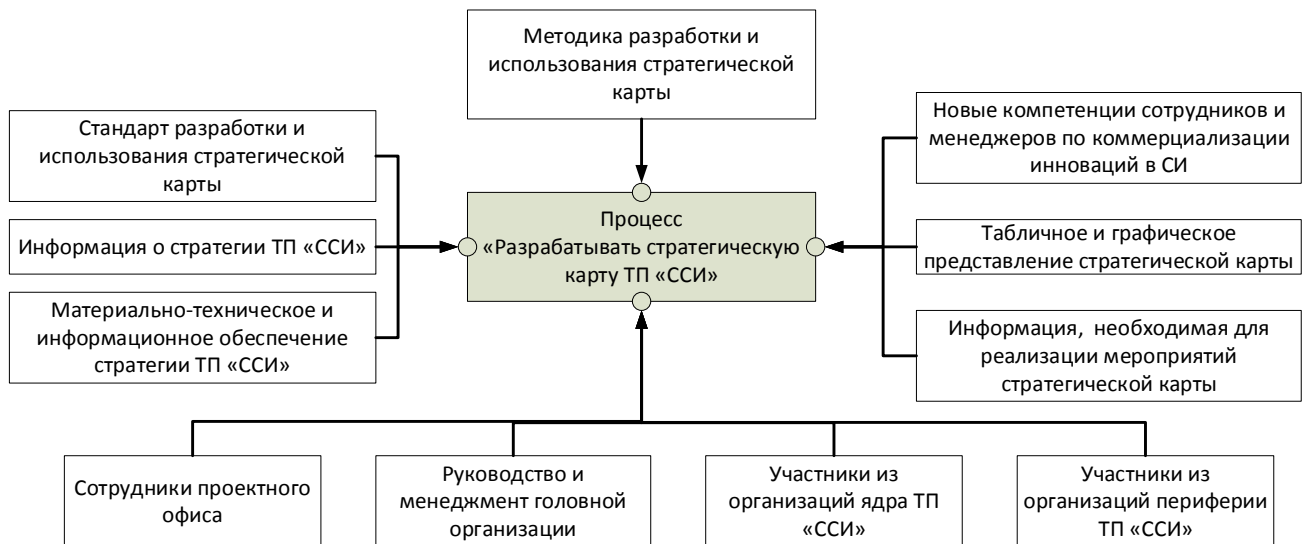 Методика разработки и
использования стратегической
карты
Стандарт разработки и
использования стратегической
карты
Информация о стратегии ТП «ССИ»
Материально-техническое и
информационное обеспечение
стратегии ТП «ССИ»
Процесс
«Разрабатывать стратегическую
карту ТП «ССИ»
Новые компетенции сотрудников и
менеджеров по коммерциализации
инноваций в СИ
Табличное и графическое
представление стратегической карты
Информация, необходимая для
реализации мероприятий
стратегической карты
Сотрудники проектного
офиса
Руководство и
менеджмент головной
организации
Участники из
организаций ядра ТП
«ССИ»
Участники из
организаций периферии
ТП «ССИ»